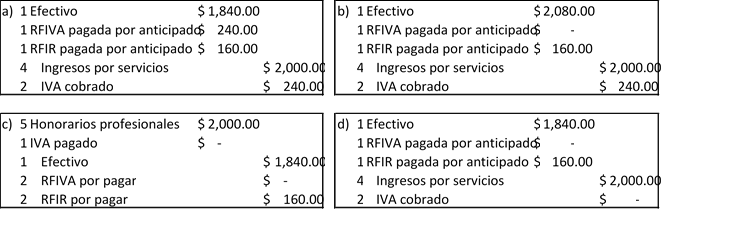 a) 1 Efectivo $ 1,840.00
1 RFIVA pagada por anticipado $ 240.00
1 RFIR pagada por anticipado $ 160.00
4 Ingresos por servicios $ 2,000.00
2 IVA cobrado $ 240.00
b) 1 Efectivo $ 2,080.00
1 RFIVA pagada por anticipado $ -
1 RFIR pagada por anticipado $ 160.00
4 Ingresos por servicios $ 2,000.00
2 IVA cobrado $ 240.00
c) 5 Honorarios profesionales $ 2,000.00
1 IVA pagado $ -
1 Efectivo $ 1,840.00
2 RFIVA por pagar $ -
2 RFIR por pagar $ 160.00
d) 1 Efectivo $ 1,840.00
1 RFIVA pagada por anticipado $ -
1 RFIR pagada por anticipado $ 160.00
4 Ingresos por servicios $ 2,000.00
2 IVA cobrado $ -